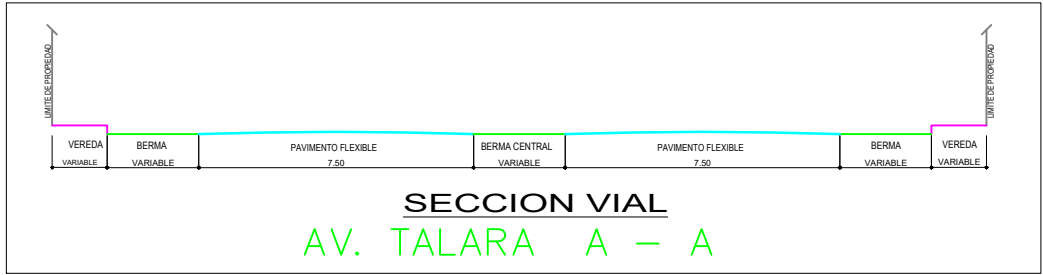 LIMITE DE PROPIEDAD
LIMITE DE PROPIEDAD
VEREDA BERMA PAVIMENTO FLEXIBLE BERMA CENTRAL PAVIMENTO FLEXIBLE BERMA VEREDA
VARIABLE VARIABLE 7.50 VARIABLE 7.50 VARIABLE VARIABLE
SECCION VIAL
AV. TALARA A - A